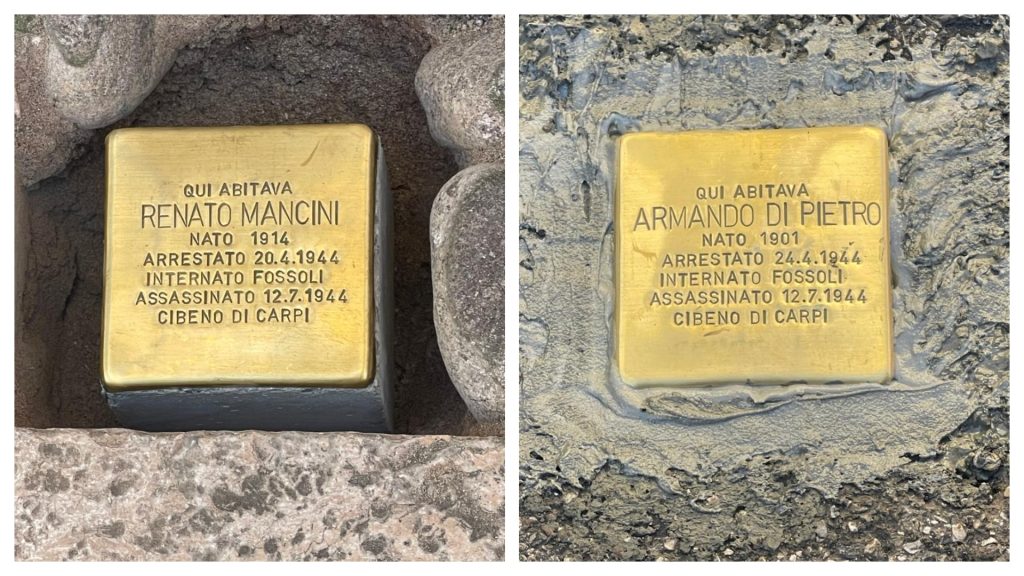 QUI ABITAVA
RENATO MANCINI
NATO 1914
ARRESTATO 20.4.1944
INTERNATO FOSSOLI
ASSASSINATO 12.7.1944
CIBENO DI CARPI
QUI ABITAVA
ARMANDO DI PIETRO
NATO 1901
ARRESTATO 24.4.1944
INTERNATO FOSSOLI
ASSASSINATO 12.7.1944
CIBENO DI CARPI